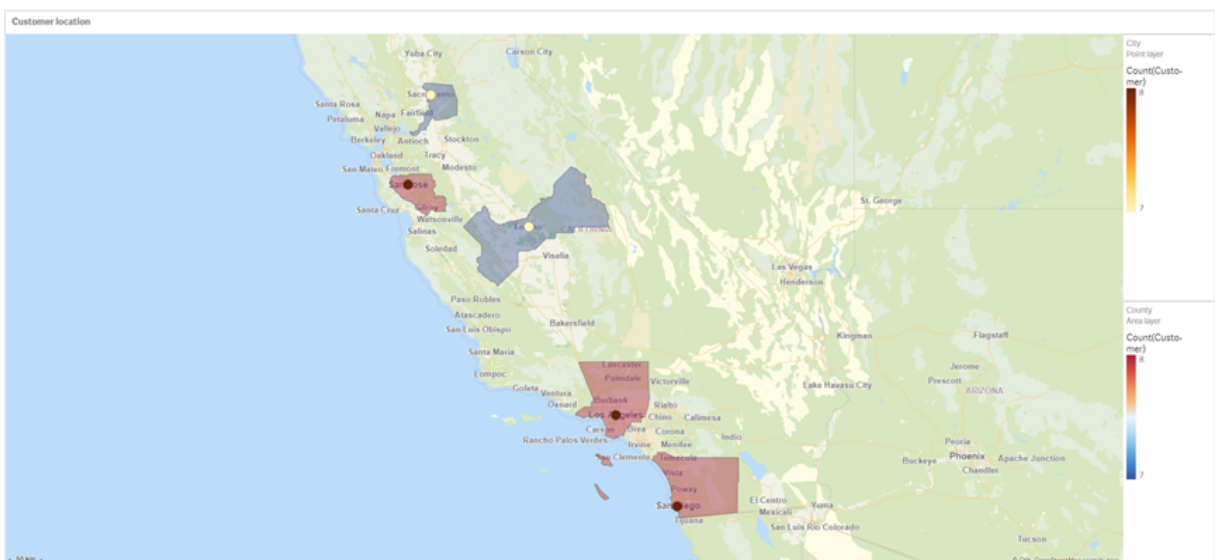 Customer location
Yuba City
Carson City
Santa Rosa
Napa Fairfield
Petaluma
Vallejo
Berkeley Antioch Stockton
Oakland Tracy
San Mateo Fremont Modesto
San José
Gilroy
Santa Cruz
Watsonville
Salinas
Soledad
CALIFORNIA
Visalia
St. George
Las Vegas
Henderson
Paso Robles
Atascadero
San Luis Obispo
Bakersfield
Kingman
Flagstaff
Santa Maria
Lompoc
Goleta
Ventura
Oxnard
Lancaster
Palmdale
Victorville
Lake Havasu City
Jerome
Prescott
ARIZONA
Burbank
Rialto
Los Angeles Chino Calimesa
Carson Brea Corona
Rancho Palos Verdes Irvine Menifee
Indio
San Clemente Temecula
Vista
Poway
San Diego
Tijuana
El Centro
Mexicali
Yuma
San Luis Rio Colorado
Peoria
Buckeye Phoenix Apache Junction
Chandler
Tucson
City
Point layer
Count(Custo-
mer)
8
7
County
Area layer
Count(Custo-
mer)
8
7